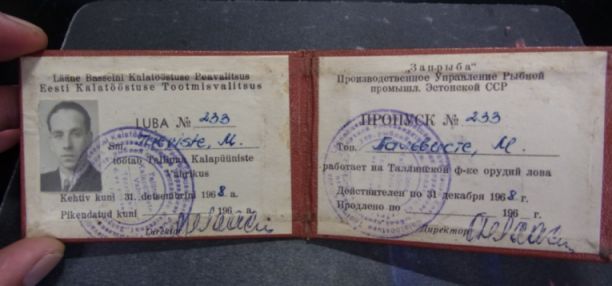 Lääne Basseini Kalatööstuse Peavalitsus
Eesti Kalatööstuse Tootmisvalitsus
LUBA № 233
M.
Sm.
töötab Tallinna Kalapüüniste
Vabrikus
Kehtiv kuni 31. detsembrini 1968 a.
Pikendatud kuni 196 a.
Direktor
„Запрыба“
Производственное Управление Рыбной
промышл. Эстонской ССР
ПРОПУСК № 233
Тов. M.
работает на Таллинской ф-ке орудий лова
Действителен по 31 декабря 1968 г.
Продлено по 196 г.
Директор